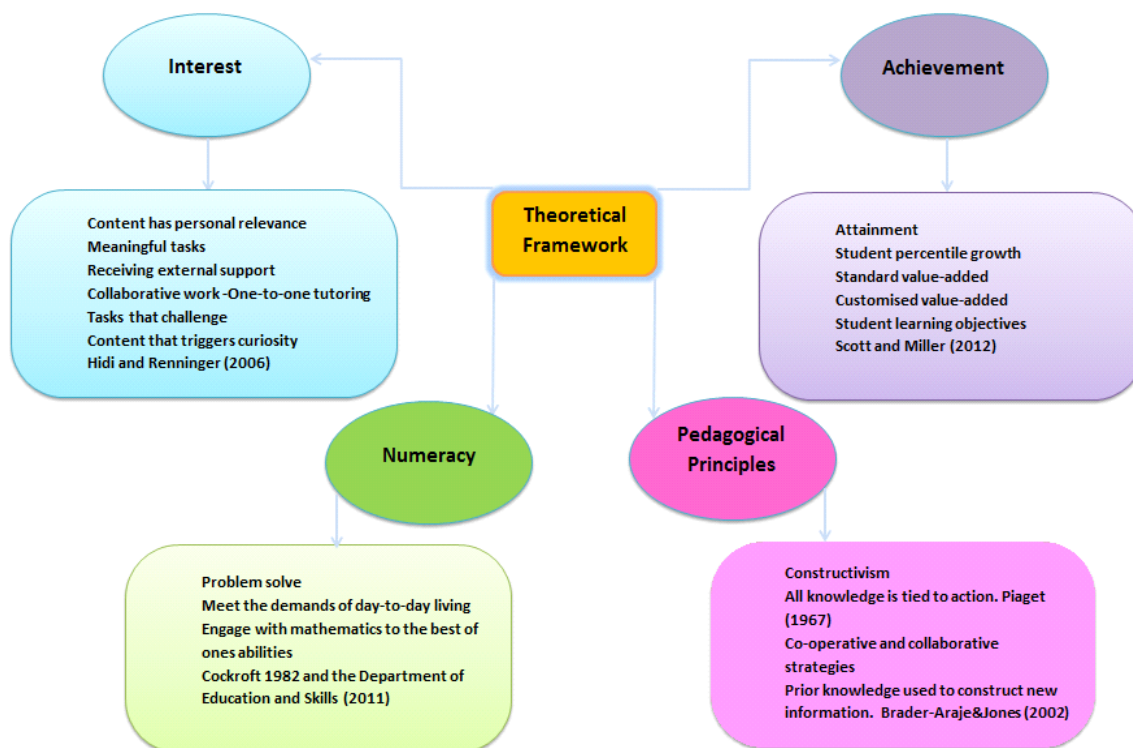 Interest
Achievement
Theoretical
Framework
Content has personal relevance
Meaningful tasks
Receiving external support
Collaborative work -One-to-one tutoring
Tasks that challenge
Content that triggers curiosity
Hidi and Renninger (2006)
Attainment
Student percentile growth
Standard value-added
Customised value-added
Student learning objectives
Scott and Miller (2012)
Numeracy
Pedagogical
Principles
Problem solve
Meet the demands of day-to-day living
Engage with mathematics to the best of
ones abilities
Cockroft 1982 and the Department of
Education and Skills (2011)
Constructivism
All knowledge is tied to action. Piaget
(1967)
Co-operative and collaborative
strategies
Prior knowledge used to construct new
information.  Brader-Araje&Jones (2002)